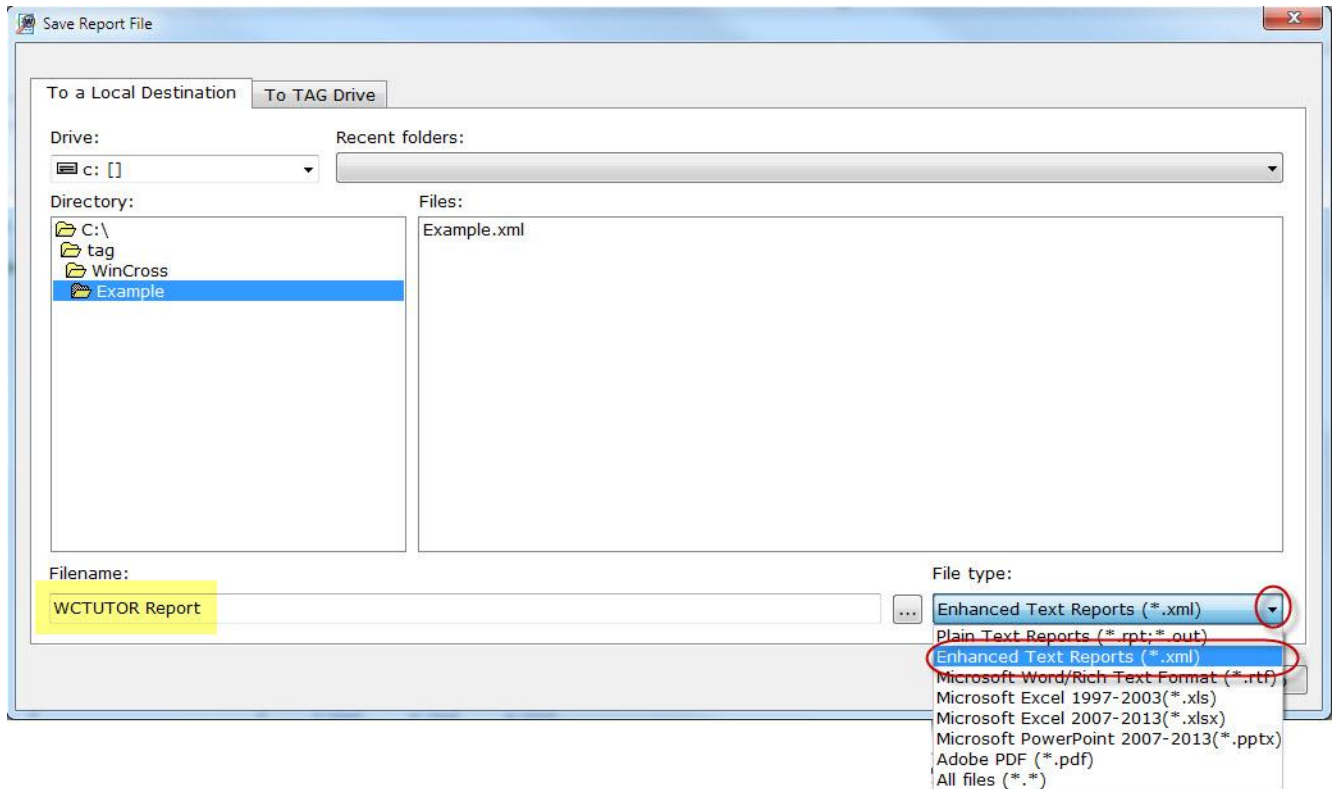 Save Report File
To a Local Destination
To TAG Drive
Drive:
Recent folders:
c: []
Directory:
Files:
C:\
tag
WinCross
Example
Example.xml
Filename:
File type:
WCTUTOR Report
...
Enhanced Text Reports (*.xml)
Plain Text Reports (*.rpt;*.out)
Enhanced Text Reports (*.xml)
Microsoft Word/Rich Text Format (*.rtf)
Microsoft Excel 1997-2003(*.xls)
Microsoft Excel 2007-2013(*.xlsx)
Microsoft PowerPoint 2007-2013(*.pptx)
Adobe PDF (*.pdf)
All files (*.*)